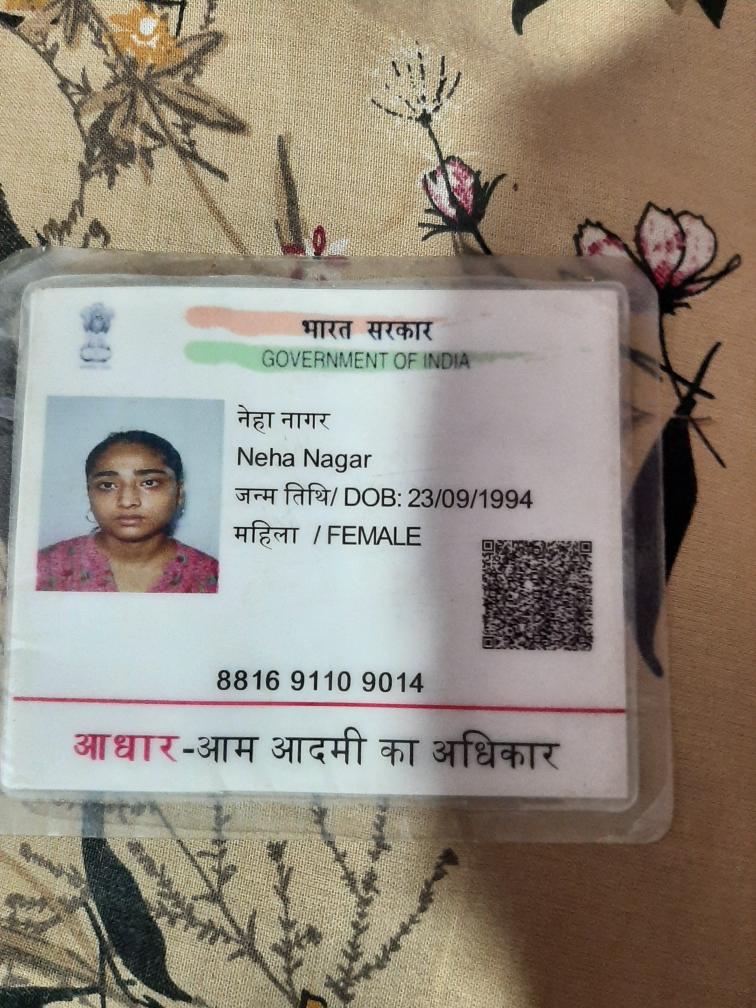 भारत सरकार
GOVERNMENT OF INDIA
नेहा नागर
Neha Nagar
जन्म तिथि/ DOB: 23/09/1994
महिला / FEMALE
8816 9110 9014
आधार-आम आदमी का अधिकार